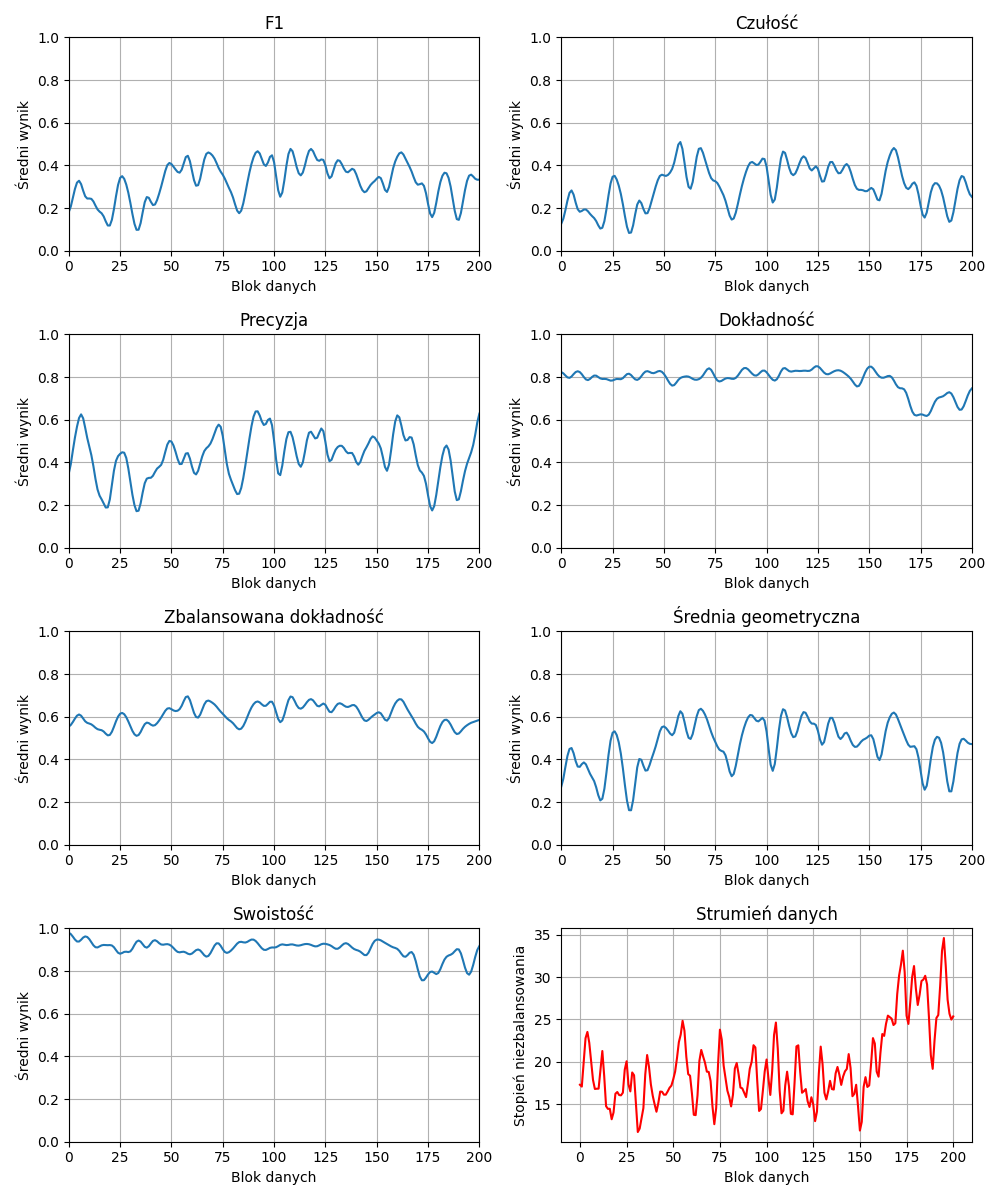 F1
Średni wynik
1.0
0.8
0.6
0.4
0.2
0.0
0 25 50 75 100 125 150 175 200
Blok danych
Czułość
Średni wynik
1.0
0.8
0.6
0.4
0.2
0.0
0 25 50 75 100 125 150 175 200
Blok danych
Precyzja
Średni wynik
1.0
0.8
0.6
0.4
0.2
0.0
0 25 50 75 100 125 150 175 200
Blok danych
Dokładność
Średni wynik
1.0
0.8
0.6
0.4
0.2
0.0
0 25 50 75 100 125 150 175 200
Blok danych
Zbalansowana dokładność
Średni wynik
1.0
0.8
0.6
0.4
0.2
0.0
0 25 50 75 100 125 150 175 200
Blok danych
Średnia geometryczna
Średni wynik
1.0
0.8
0.6
0.4
0.2
0.0
0 25 50 75 100 125 150 175 200
Blok danych
Swoistość
Średni wynik
1.0
0.8
0.6
0.4
0.2
0.0
0 25 50 75 100 125 150 175 200
Blok danych
Strumień danych
Stopień niezbalansowania
35
30
25
20
15
0 25 50 75 100 125 150 175 200
Blok danych